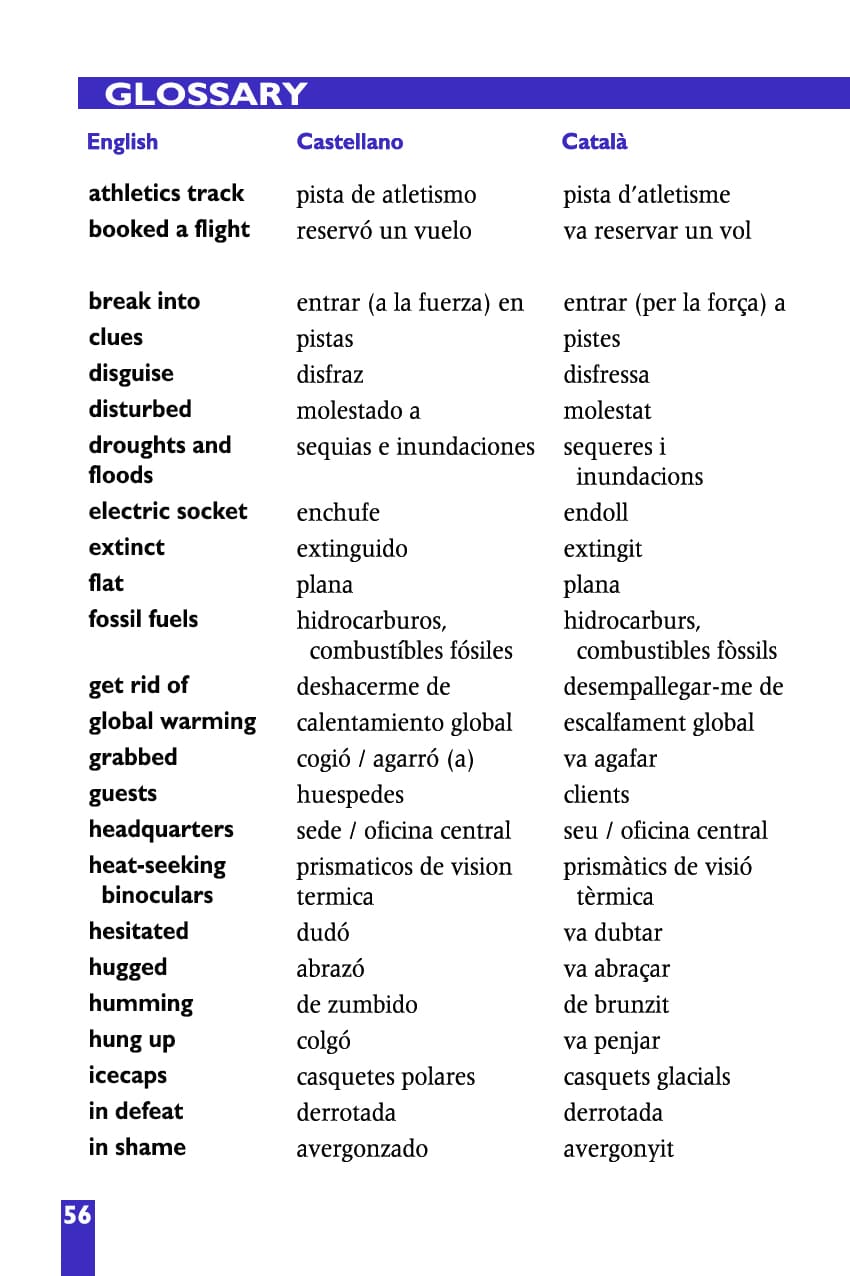 GLOSSARY
English Castellano Català
athletics track pista de atletismo pista d’atletisme
booked a flight reservó un vuelo va reservar un vol
break into entrar (a la fuerza) en entrar (per la força) a
clues pistas pistes
disguise disfraz disfressa
disturbed molestado a molestat
droughts and sequias e inundaciones sequeres i
floods inundacions
electric socket enchufe endoll
extinct extinguido extingit
flat plana plana
fossil fuels hidrocarburos, hidrocarburs,
combustíbles fósiles combustibles fòssils
get rid of deshacerme de desempallegar-me de
global warming calentamiento global escalfament global
grabbed cogió / agarró (a) va agafar
guests huespedes clients
headquarters sede / oficina central seu / oficina central
heat-seeking prismaticos de vision prismàtics de visió
binoculars termica tèrmica
hesitated dudó va dubtar
hugged abrazó va abraçar
humming de zumbido de brunzit
hung up colgó va penjar
icecaps casquetes polares casquets glacials
in defeat derrotada derrotada
in shame avergonzado avergonyit
56